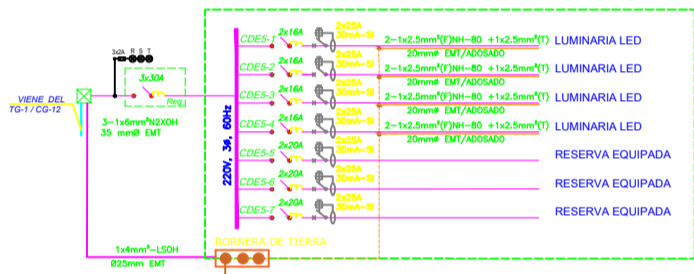 3x2A R S T
3x30A
Reg.
VIENE DEL
TG-1 / CG-12
3-1x6mm²N2XOH
35 mmØ EMT
1x4mm²-LSOH
Ø25mm EMT
220V, 3ø, 60Hz
CDE5-1 2x16A 2x25A 30mA-SI 2-1x2.5mm²(F)NH-80 +1x2.5mm²(T) LUMINARIA LED
20mmø EMT/ADOSADO
CDE5-2 2x16A 2x25A 30mA-SI 2-1x2.5mm²(F)NH-80 +1x2.5mm²(T) LUMINARIA LED
20mmø EMT/ADOSADO
CDE5-3 2x16A 2x25A 30mA-SI 2-1x2.5mm²(F)NH-80 +1x2.5mm²(T) LUMINARIA LED
20mmø EMT/ADOSADO
CDE5-4 2x16A 2x25A 30mA-SI 2-1x2.5mm²(F)NH-80 +1x2.5mm²(T) LUMINARIA LED
20mmø EMT/ADOSADO
CDE5-5 2x20A 2x25A 30mA-SI RESERVA EQUIPADA
CDE5-6 2x20A 2x25A 30mA-SI RESERVA EQUIPADA
CDE5-7 2x20A 2x25A 30mA-SI RESERVA EQUIPADA
BORNERA DE TIERRA